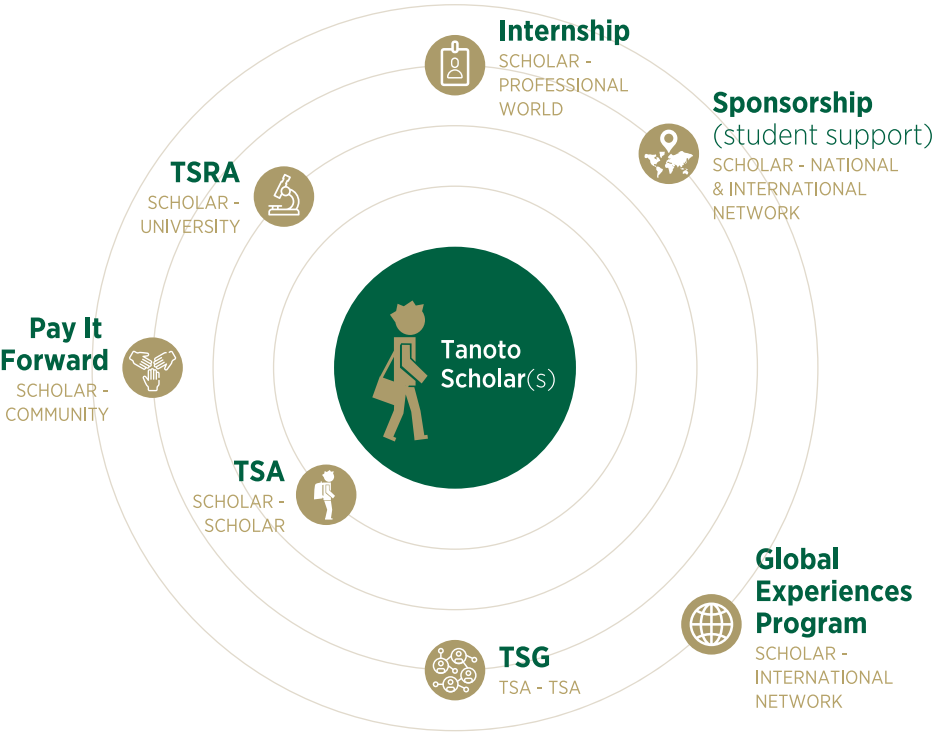 Internship
SCHOLAR -
PROFESSIONAL
WORLD
Sponsorship
(student support)
SCHOLAR - NATIONAL
& INTERNATIONAL
NETWORK
TSRA
SCHOLAR -
UNIVERSITY
Pay It
Forward
SCHOLAR -
COMMUNITY
Tanoto
Scholar(s)
TSA
SCHOLAR -
SCHOLAR
Global
Experiences
Program
SCHOLAR -
INTERNATIONAL
NETWORK
TSG
TSA - TSA